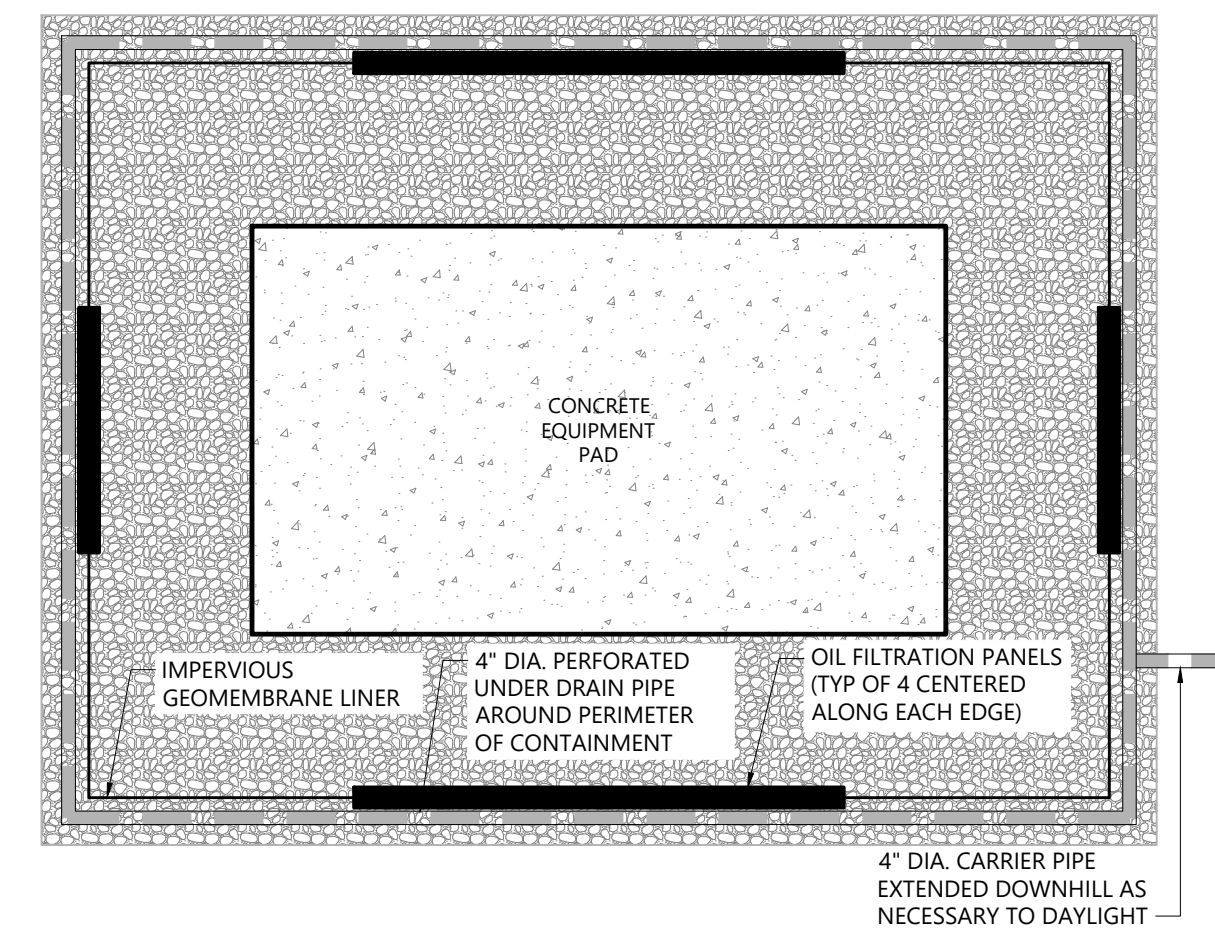 CONCRETE
EQUIPMENT
PAD
IMPERVIOUS
GEOMEMBRANE LINER
4" DIA. PERFORATED
UNDER DRAIN PIPE
AROUND PERIMETER
OF CONTAINMENT
OIL FILTRATION PANELS
(TYP OF 4 CENTERED
ALONG EACH EDGE)
4" DIA. CARRIER PIPE
EXTENDED DOWNHILL AS
NECESSARY TO DAYLIGHT